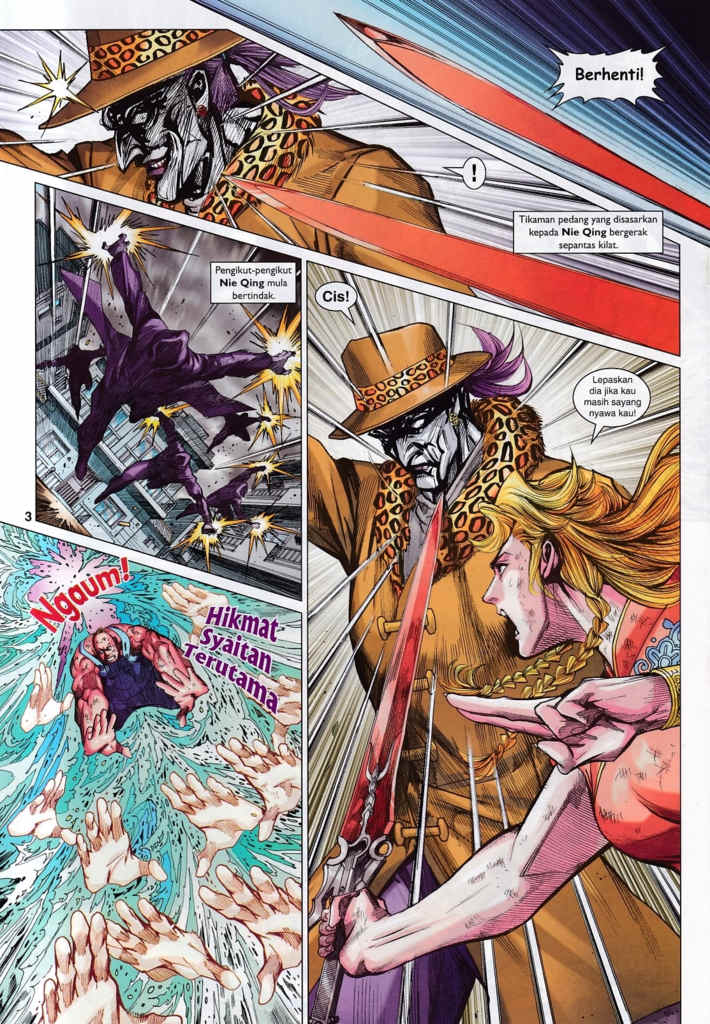 Berhenti!
!
Tikaman pedang yang disasarkan
kepada Nie Qing bergerak
sepantas kilat.
Pengikut-pengikut
Nie Qing mula
bertindak.
Cis!
Lepaskan
dia jika kau
masih sayang
nyawa kau!
3
Ngaum!
Hikmat
Syaitan
Terutama